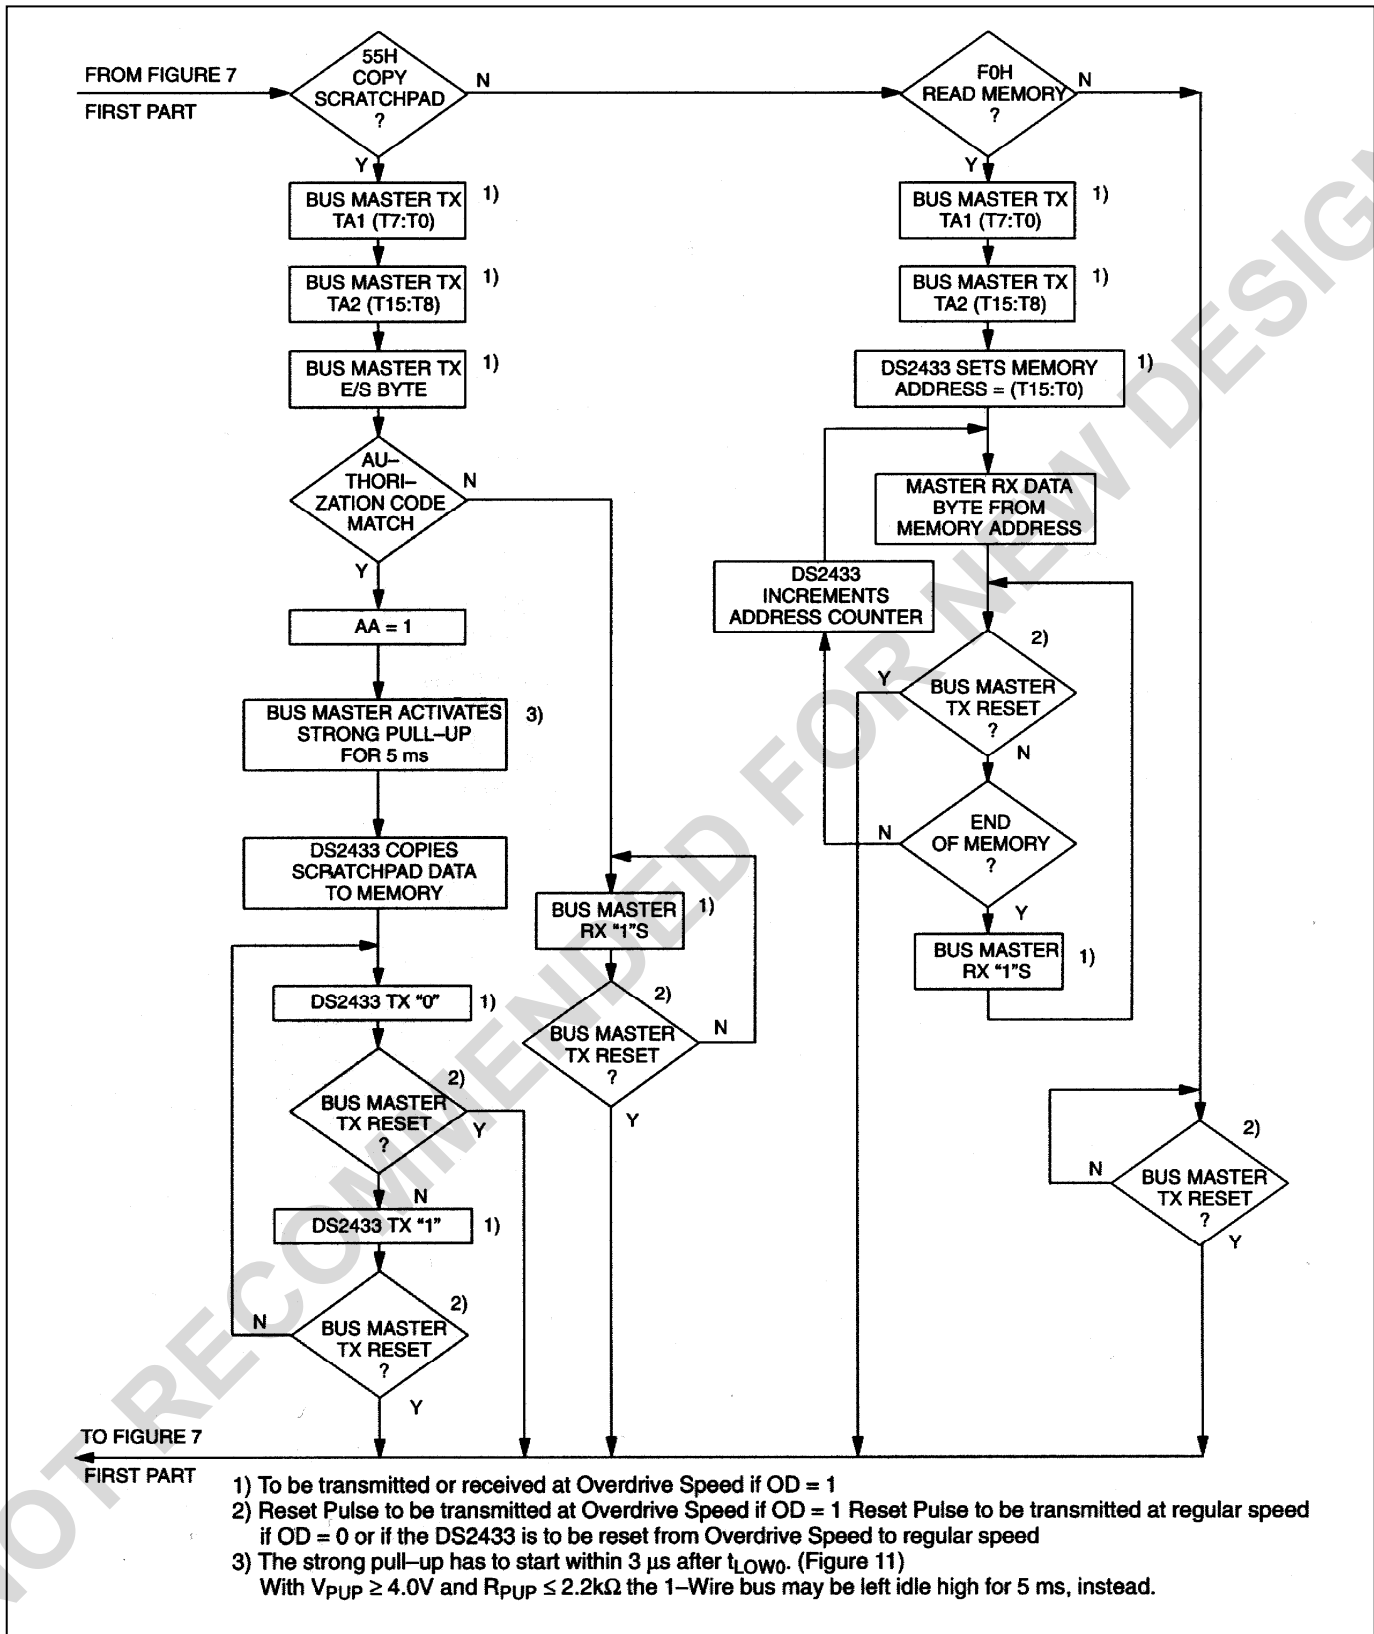 FROM FIGURE 7
FIRST PART
55H
COPY
SCRATCHPAD
?
N
Y
BUS MASTER TX
TA1 (T7:T0)
1)
BUS MASTER TX
TA2 (T15:T8)
1)
BUS MASTER TX
E/S BYTE
1)
AU–
THORI–
ZATION CODE
MATCH
N
Y
AA = 1
BUS MASTER ACTIVATES
STRONG PULL–UP
FOR 5 ms
3)
DS2433 COPIES
SCRATCHPAD DATA
TO MEMORY
DS2433 TX "0"
1)
2)
BUS MASTER
TX RESET
?
Y
N
DS2433 TX "1"
1)
2)
BUS MASTER
TX RESET
?
N
Y
BUS MASTER
RX "1"S
1)
2)
BUS MASTER
TX RESET
?
N
Y
F0H
READ MEMORY
?
N
Y
BUS MASTER TX
TA1 (T7:T0)
1)
BUS MASTER TX
TA2 (T15:T8)
1)
DS2433 SETS MEMORY
ADDRESS = (T15:T0)
1)
MASTER RX DATA
BYTE FROM
MEMORY ADDRESS
DS2433
INCREMENTS
ADDRESS COUNTER
2)
BUS MASTER
TX RESET
?
Y
N
END
OF MEMORY
?
N
Y
BUS MASTER
RX "1"S
1)
2)
BUS MASTER
TX RESET
?
N
Y
TO FIGURE 7
FIRST PART
1) To be transmitted or received at Overdrive Speed if OD = 1
2) Reset Pulse to be transmitted at Overdrive Speed if OD = 1 Reset Pulse to be transmitted at regular speed
if OD = 0 or if the DS2433 is to be reset from Overdrive Speed to regular speed
3) The strong pull–up has to start within 3 µs after tLOW0. (Figure 11)
With VPUP ≥ 4.0V and RPUP ≤ 2.2kΩ the 1–Wire bus may be left idle high for 5 ms, instead.
NOT RECOMMENDED FOR NEW DESIGN